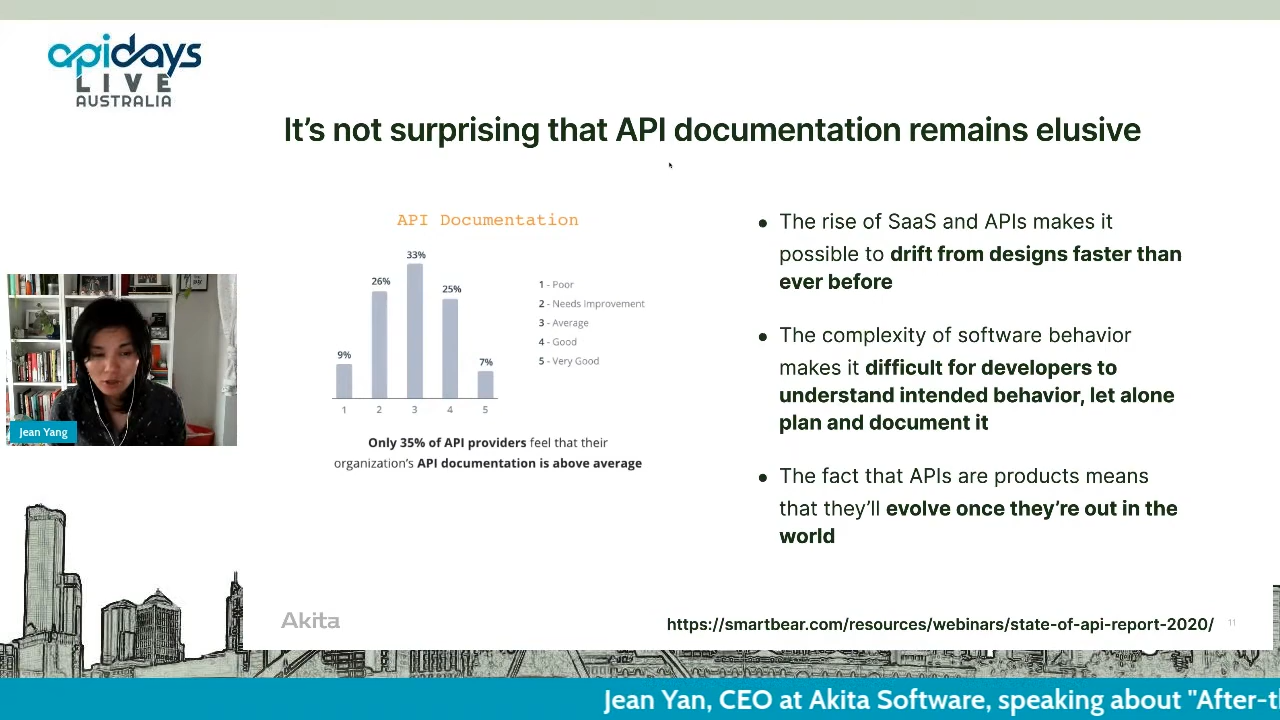 apidays
LIVE
AUSTRALIA
It’s not surprising that API documentation remains elusive
API Documentation
33%
26%
25%
9%
7%
1 2 3 4 5
1 - Poor
2 - Needs Improvement
3 - Average
4 - Good
5 - Very Good
Only 35% of API providers feel that their
organization’s API documentation is above average
• The rise of SaaS and APIs makes it
possible to drift from designs faster than
ever before
• The complexity of software behavior
makes it difficult for developers to
understand intended behavior, let alone
plan and document it
• The fact that APIs are products means
that they’ll evolve once they’re out in the
world
Jean Yang
Akita
https://smartbear.com/resources/webinars/state-of-api-report-2020/
11
Jean Yan, CEO at Akita Software, speaking about "After-t